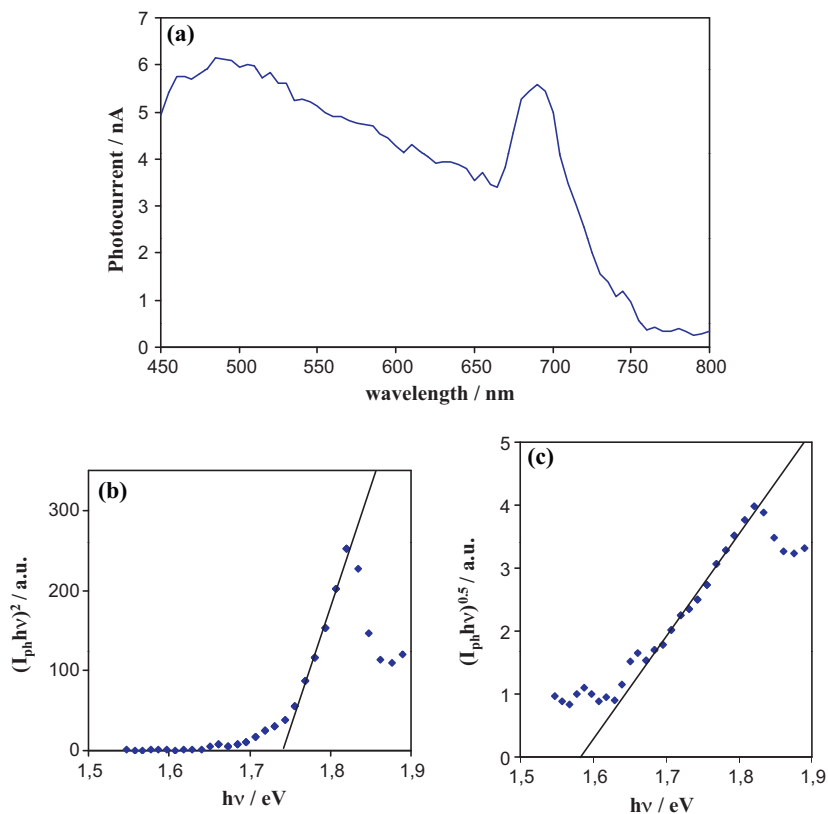 (a)
7
6
5
4
3
2
1
0
Photocurrent / nA
450 500 550 600 650 700 750 800
wavelength / nm
(b)
300
200
100
0
(I_ph hν)² / a.u.
1,5 1,6 1,7 1,8 1,9
hν / eV
(c)
5
4
3
2
1
0
(I_ph hν)^0.5 / a.u.
1,5 1,6 1,7 1,8 1,9
hν / eV